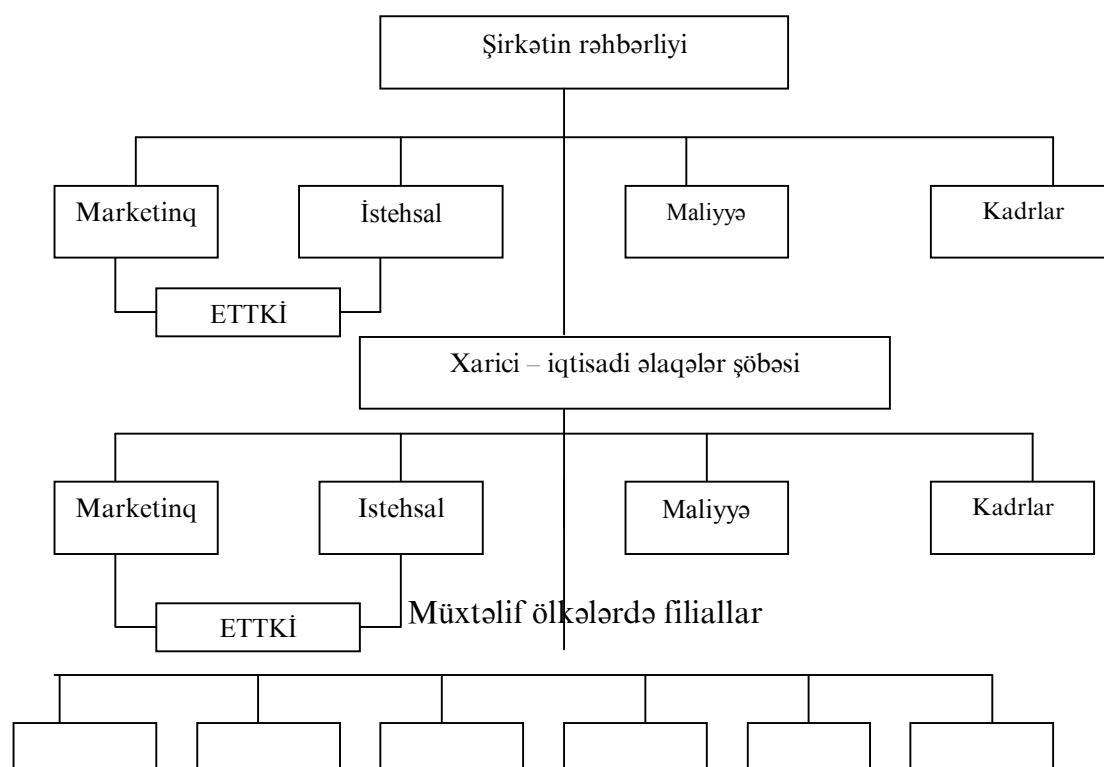 Şirkətin rəhbərliyi
Marketinq
İstehsal
Maliyyə
Kadrlar
ETTKİ
Xarici – iqtisadi əlaqələr şöbəsi
Marketinq
Istehsal
Maliyyə
Kadrlar
ETTKİ
Müxtəlif ölkələrdə filiallar